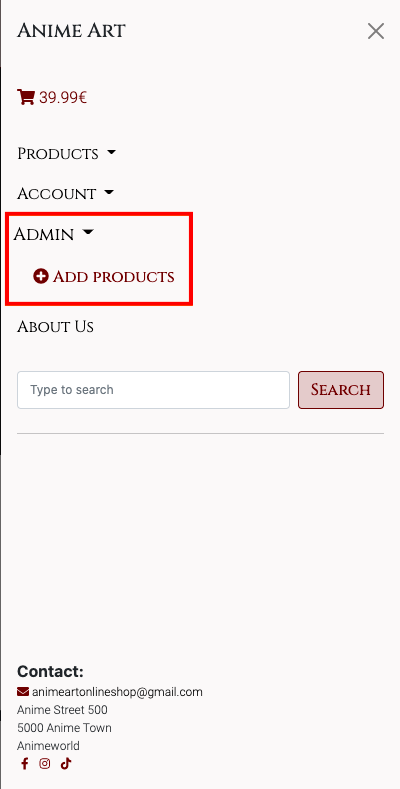 Anime Art
39.99€
Products
Account
Admin
Add products
About Us
Type to search
Search
Contact:
animeartonlineshop@gmail.com
Anime Street 500
5000 Anime Town
Animeworld